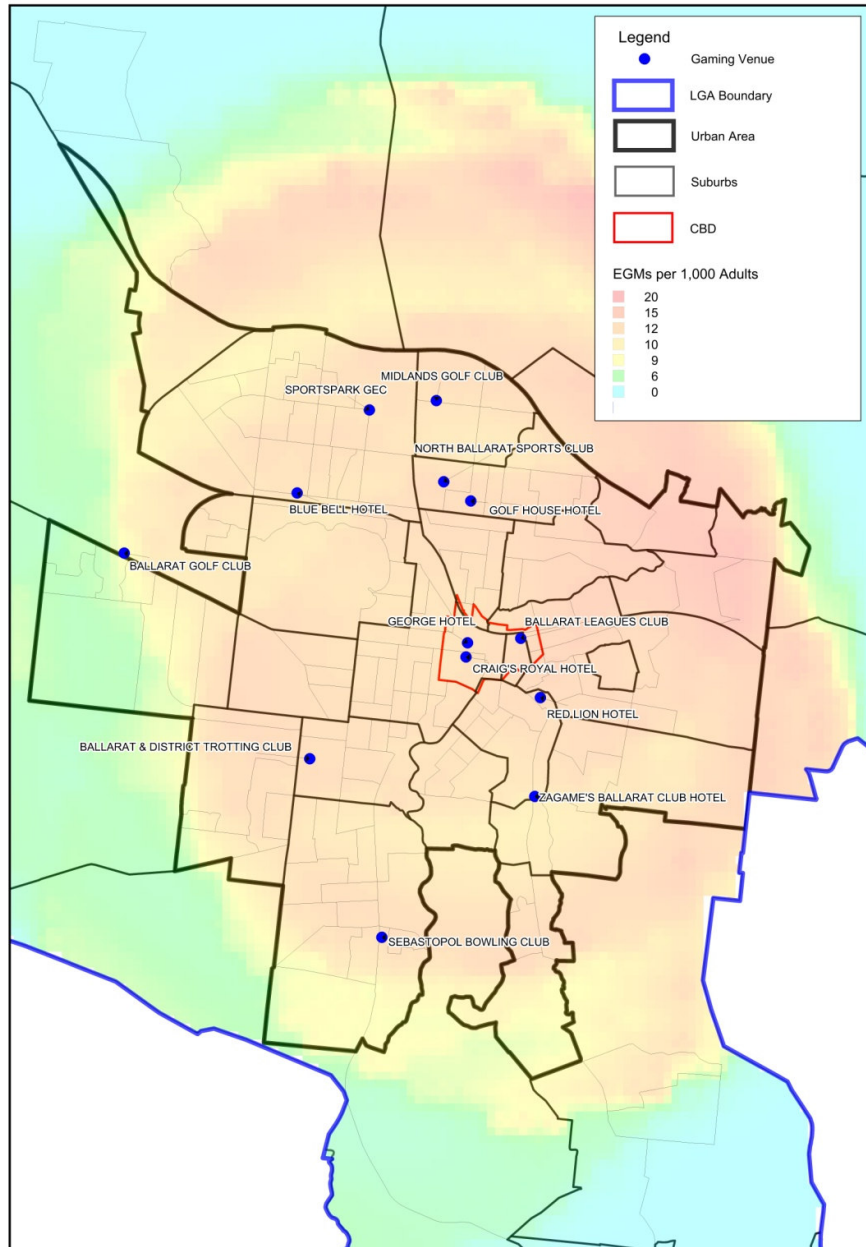 Legend
Gaming Venue
LGA Boundary
Urban Area
Suburbs
CBD
EGMs per 1,000 Adults
20
15
12
10
9
6
0
MIDLANDS GOLF CLUB
SPORTSPARK GEC
NORTH BALLARAT SPORTS CLUB
BLUE BELL HOTEL
GOLF HOUSE HOTEL
BALLARAT GOLF CLUB
GEORGE HOTEL
BALLARAT LEAGUES CLUB
CRAIG'S ROYAL HOTEL
RED LION HOTEL
BALLARAT & DISTRICT TROTTING CLUB
ZAGAME'S BALLARAT CLUB HOTEL
SEBASTOPOL BOWLING CLUB